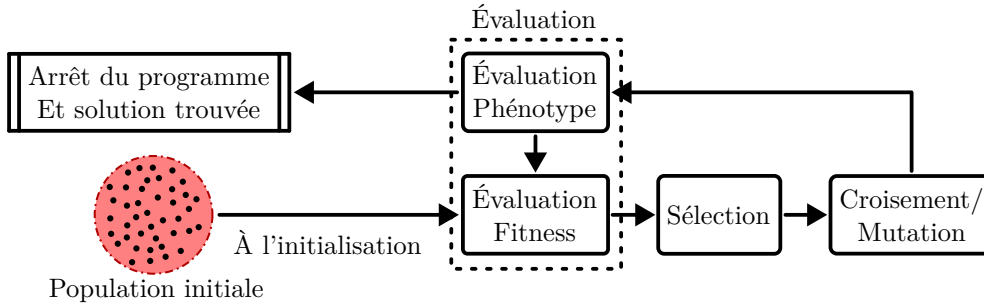 Évaluation
Arrêt du programme
Et solution trouvée
Évaluation
Phénotype
Évaluation
Fitness
Sélection
Croisement/
Mutation
À l'initialisation
Population initiale